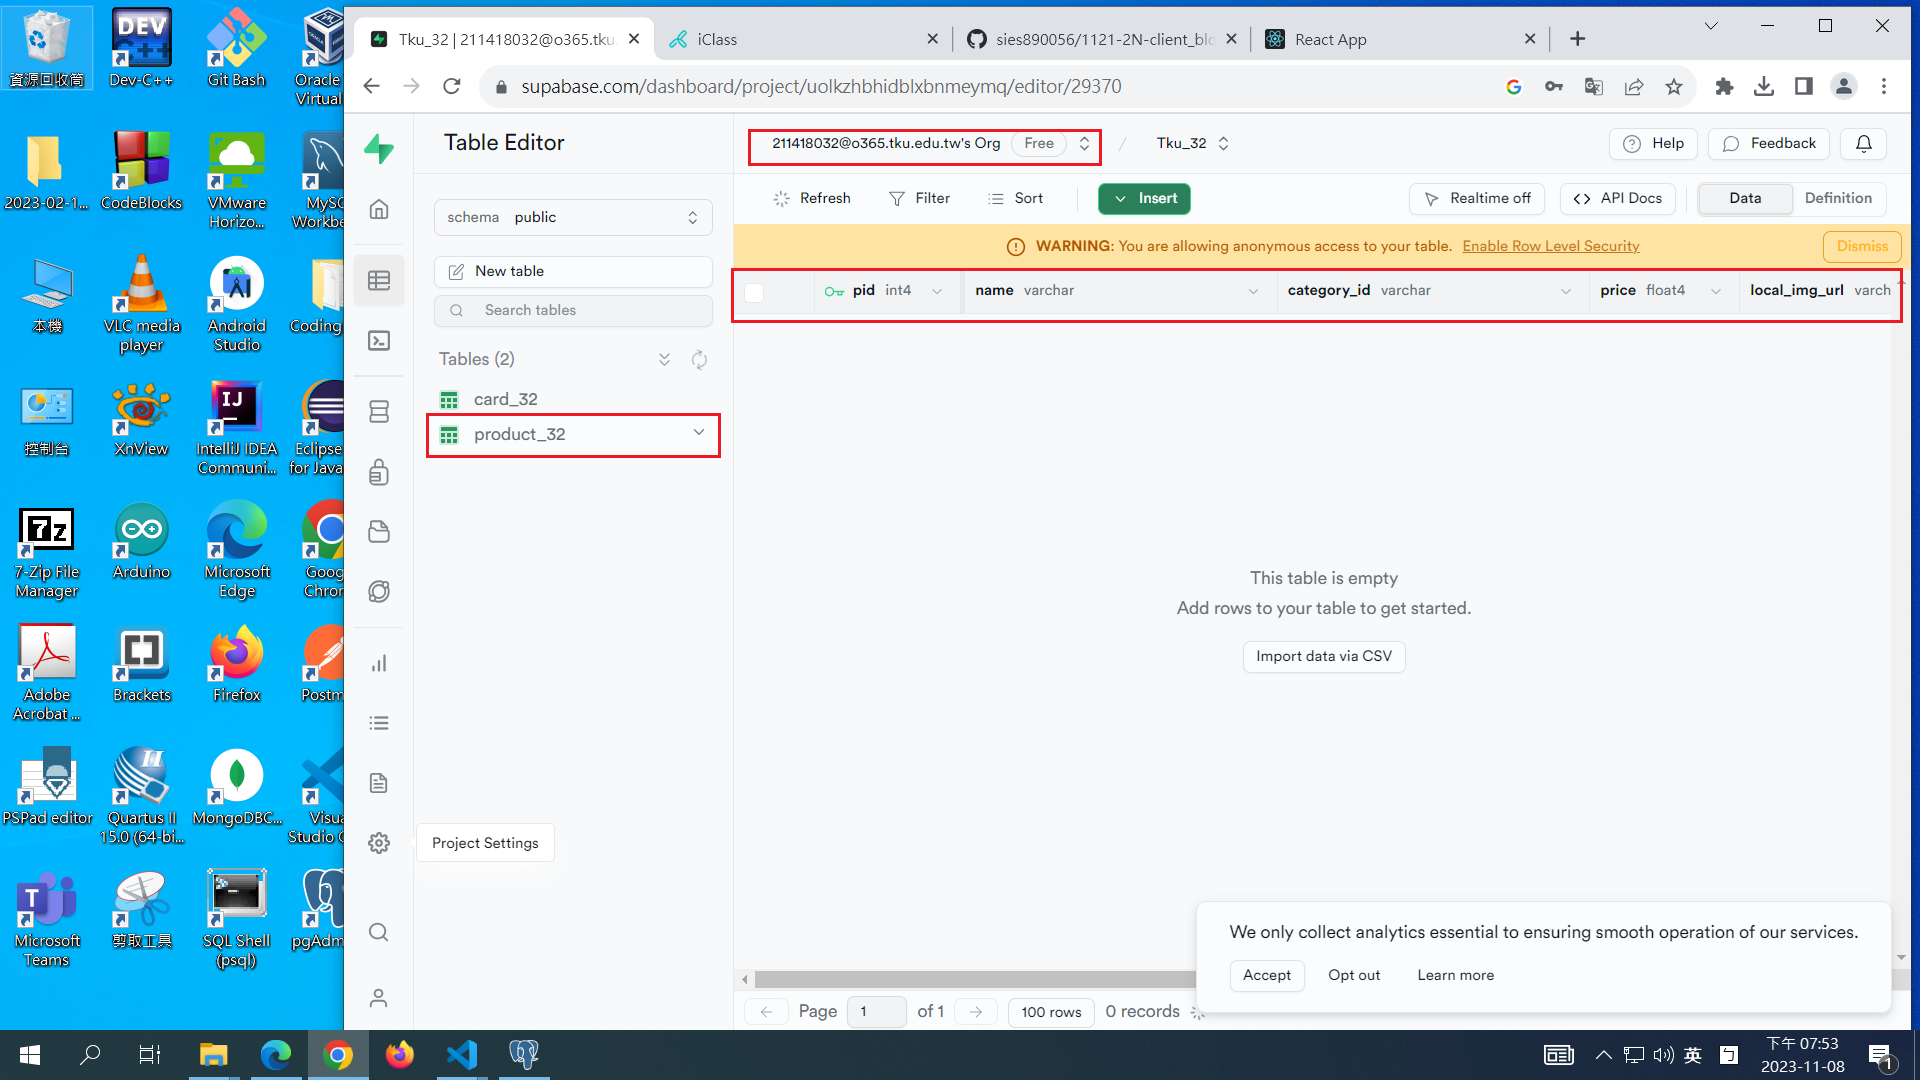 資源回收筒
Dev-C++
Git Bash
Oracle
Virtual
2023-02-1...
CodeBlocks
VMware
Horizo...
MySQ
Workbe
本機
VLC media
player
Android
Studio
Coding
控制台
XnView
IntelliJ IDEA
Communi...
Eclipse
for Java
7-Zip File
Manager
Arduino
Microsoft
Edge
Goog
Chron
Adobe
Acrobat ...
Brackets
Firefox
Postm
PSPad editor
Quartus II
15.0 (64-bi...
MongoDBC...
Visua
Studio C
Microsoft
Teams
剪取工具
SQL Shell
(psql)
pgAdm
Tku_32 | 211418032@o365.tku.
iClass
sies890056/1121-2N-client_blo
React App
supabase.com/dashboard/project/uolkzhbhidblxbnmeymq/editor/29370
Table Editor
211418032@o365.tku.edu.tw's Org Free / Tku_32
Help
Feedback
schema public
Refresh
Filter
Sort
Insert
Realtime off
API Docs
Data
Definition
WARNING: You are allowing anonymous access to your table. Enable Row Level Security
Dismiss
New table
Search tables
Tables (2)
card_32
product_32
pid int4
name varchar
category_id varchar
price float4
local_img_url varch
This table is empty
Add rows to your table to get started.
Import data via CSV
Project Settings
We only collect analytics essential to ensuring smooth operation of our services.
Accept
Opt out
Learn more
Page 1 of 1
100 rows
0 records
英
下午 07:53
2023-11-08
1